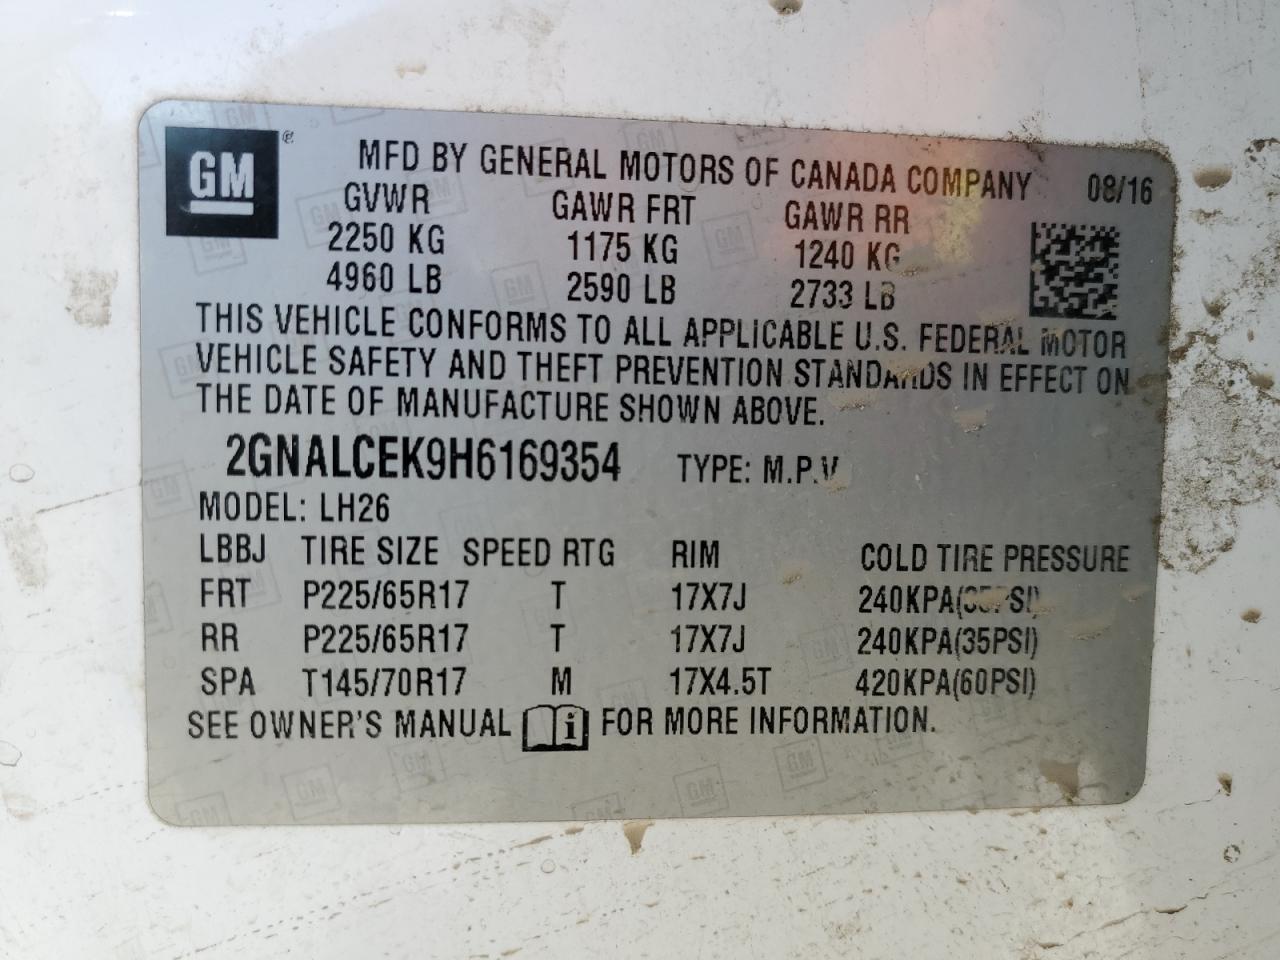 GM
MFD BY GENERAL MOTORS OF CANADA COMPANY 08/16
GVWR GAWR FRT GAWR RR
2250 KG 1175 KG 1240 KG
4960 LB 2590 LB 2733 LB
THIS VEHICLE CONFORMS TO ALL APPLICABLE U.S. FEDERAL MOTOR
VEHICLE SAFETY AND THEFT PREVENTION STANDARDS IN EFFECT ON
THE DATE OF MANUFACTURE SHOWN ABOVE.
2GNALCEK9H6169354 TYPE: M.P.V
MODEL: LH26
LBBJ TIRE SIZE SPEED RTG RIM COLD TIRE PRESSURE
FRT P225/65R17 T 17X7J 240KPA(35PSI)
RR P225/65R17 T 17X7J 240KPA(35PSI)
SPA T145/70R17 M 17X4.5T 420KPA(60PSI)
SEE OWNER'S MANUAL i FOR MORE INFORMATION.